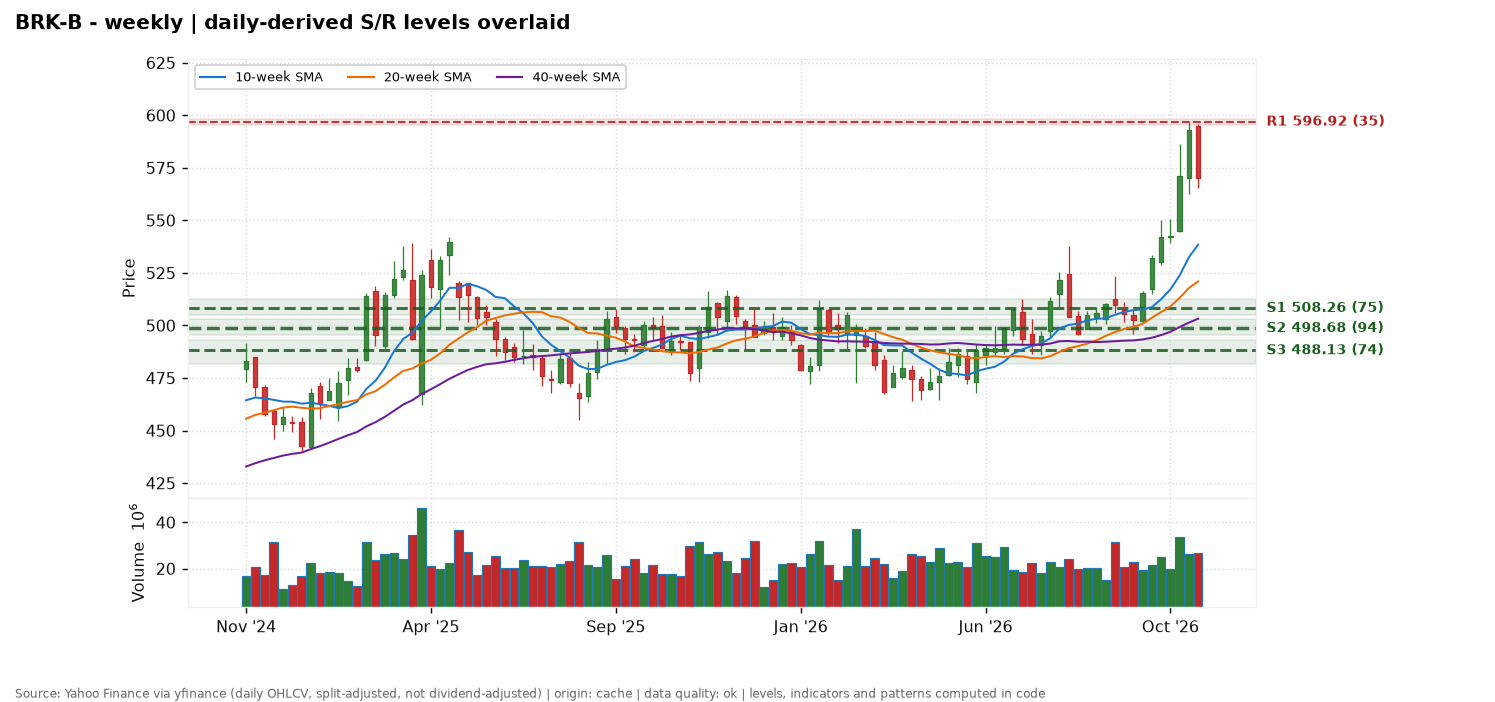 BRK-B - weekly | daily-derived S/R levels overlaid
10-week SMA
20-week SMA
40-week SMA
Price
625
600
575
550
525
500
475
450
425
R1 596.92 (35)
S1 508.26 (75)
S2 498.68 (94)
S3 488.13 (74)
Volume 10⁶
40
20
Nov '24
Apr '25
Sep '25
Jan '26
Jun '26
Oct '26
Source: Yahoo Finance via yfinance (daily OHLCV, split-adjusted, not dividend-adjusted) | origin: cache | data quality: ok | levels, indicators and patterns computed in code